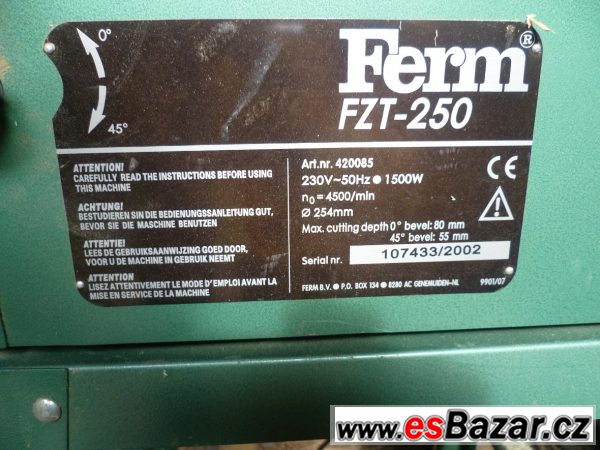 0°
45°
Ferm®
FZT-250
ATTENTION!
CAREFULLY READ THE INSTRUCTIONS BEFORE USING
THIS MACHINE
ACHTUNG!
BESTUDIEREN SIN DIE BEDIENUNGSANLEITUNG GUT,
BEVOR SIE DIE MASCHINE BENUTZEN
ATTENTIE!
LEES DE GEBRUIKSAANWIJZING GOED DOOR,
VOOR U DE MACHINE IN GEBRUIK NEEMT
ATTENTION
LISEZ ATTENTIVEMENT LE MODE D'EMPLOI AVANT LA
MISE EN SERVICE DE LA MACHINE
Art.nr. 420085
230V~50Hz ● 1500W
n0 = 4500/min
Ø 254mm
Max. cutting depth 0° bevel: 80 mm
45° bevel: 55 mm
Serial nr. 107433/2002
CE
FERM B.V. ● P.O. BOX 134 ● 8280 AC GENEMUIDEN-NL
9901/07
www.esBazar.cz